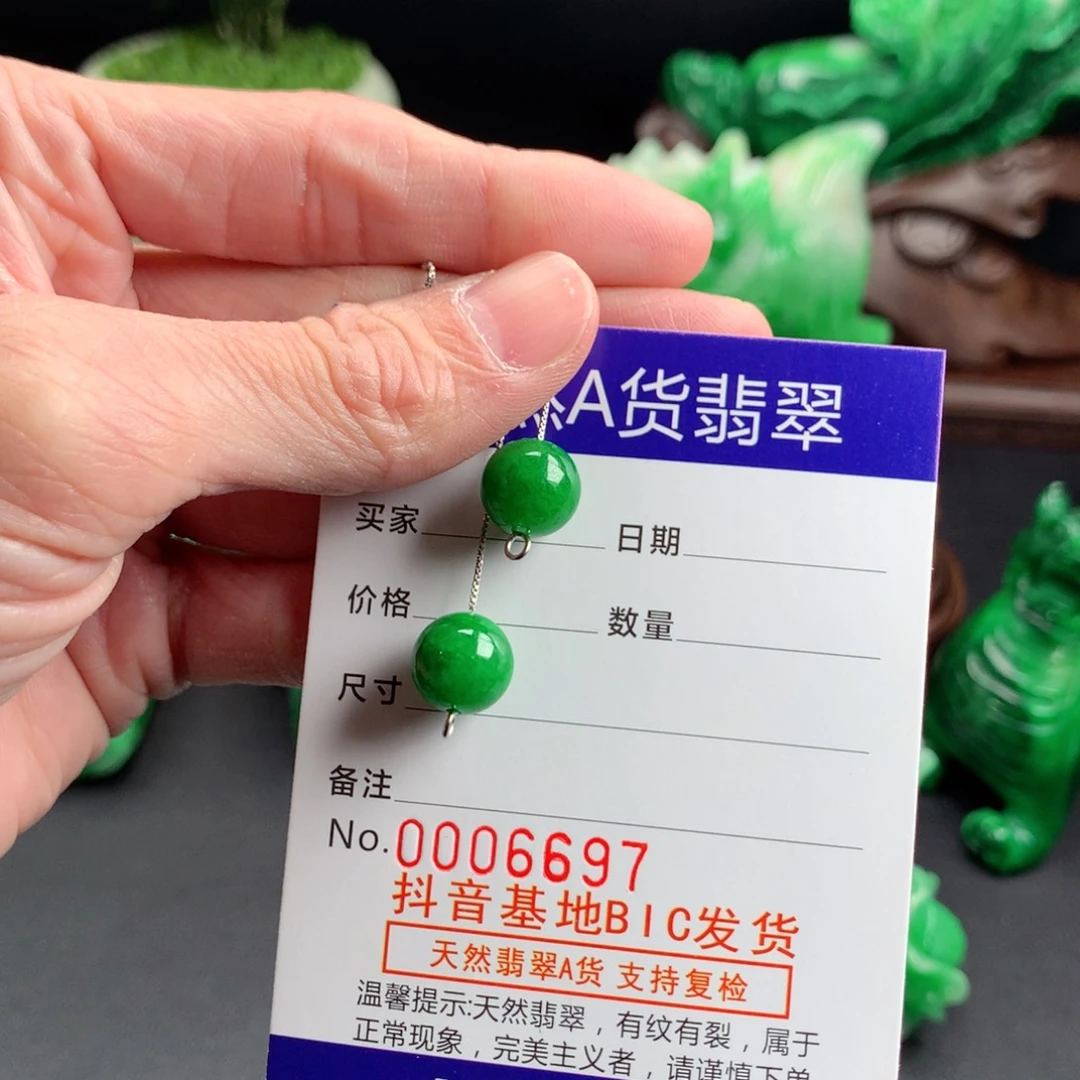 A货翡翠
买家 日期
价格 数量
尺寸
备注
No.0006697
抖音基地BIC发货
天然翡翠A货 支持复检
温馨提示:天然翡翠，有纹有裂，属于
正常现象，完美主义者，请谨慎下单